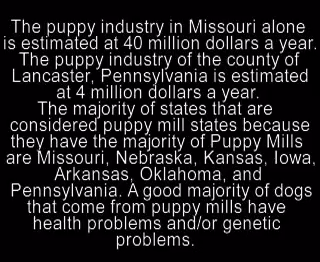 The puppy industry in Missouri alone
is estimated at 40 million dollars a year.
The puppy industry of the county of
Lancaster, Pennsylvania is estimated
at 4 million dollars a year.
The majority of states that are
considered puppy mill states because
they have the majority of Puppy Mills
are Missouri, Nebraska, Kansas, Iowa,
Arkansas, Oklahoma, and
Pennsylvania. A good majority of dogs
that come from puppy mills have
health problems and/or genetic
problems.